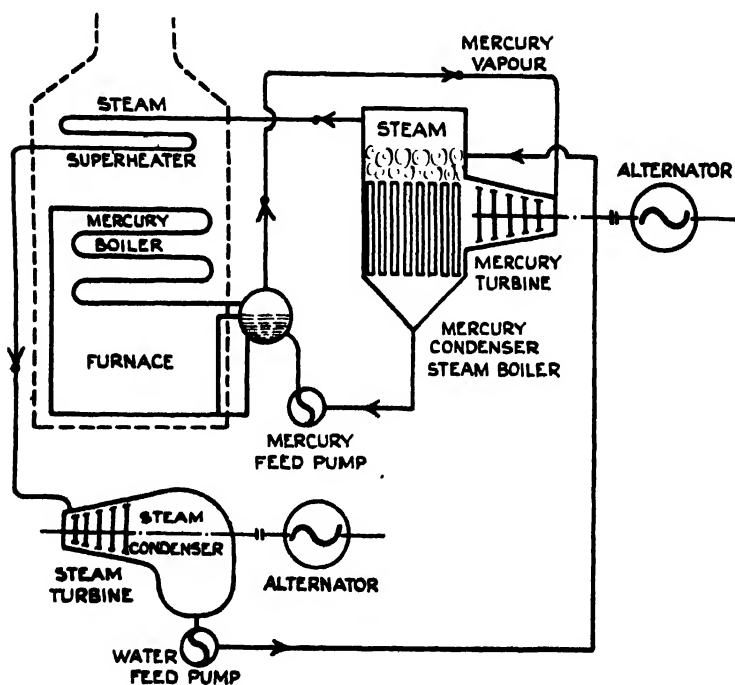 MERCURY
VAPOUR
STEAM
SUPERHEATER
STEAM
ALTERNATOR
MERCURY
BOILER
MERCURY
TURBINE
MERCURY
CONDENSER
STEAM BOILER
FURNACE
MERCURY
FEED PUMP
STEAM
CONDENSER
STEAM
TURBINE
ALTERNATOR
WATER
FEED PUMP